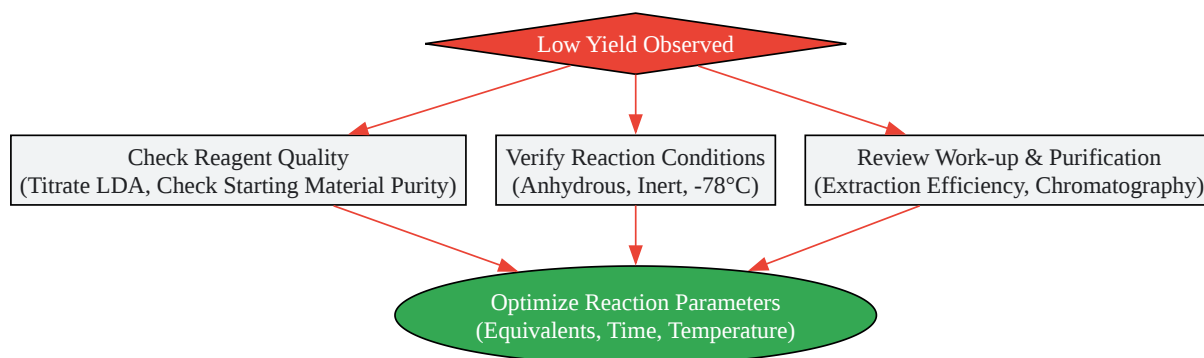 Low Yield Observed
Check Reagent Quality
(Titrate LDA, Check Starting Material Purity)
Verify Reaction Conditions
(Anhydrous, Inert, -78°C)
Review Work-up & Purification
(Extraction Efficiency, Chromatography)
Optimize Reaction Parameters
(Equivalents, Time, Temperature)